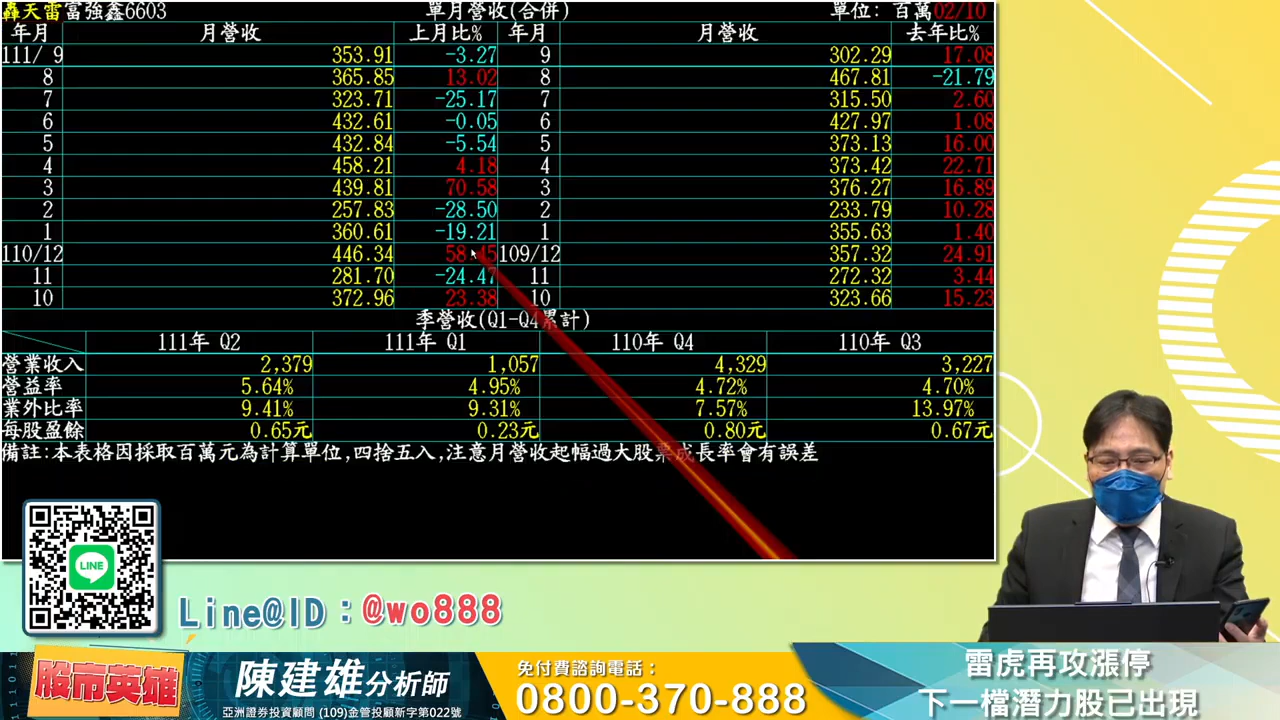 轟天雷富強鑫6603 單月營收(合併) 單位: 百萬02/10
年月 月營收 上月比% 年月 月營收 去年比%
111/ 9 353.91 -3.27 9 302.29 17.08
8 365.85 13.02 8 467.81 -21.79
7 323.71 -25.17 7 315.50 2.60
6 432.61 -0.05 6 427.97 1.08
5 432.84 -5.54 5 373.13 16.00
4 458.21 4.18 4 373.42 22.71
3 439.81 70.58 3 376.27 16.89
2 257.83 -28.50 2 233.79 10.28
1 360.61 -19.21 1 355.63 1.40
110/12 446.34 58.45 109/12 357.32 24.91
11 281.70 -24.47 11 272.32 3.44
10 372.96 23.38 10 323.66 15.23
季營收(Q1-Q4累計)
111年 Q2 111年 Q1 110年 Q4 110年 Q3
營業收入 2,379 1,057 4,329 3,227
營益率 5.64% 4.95% 4.72% 4.70%
業外比率 9.41% 9.31% 7.57% 13.97%
每股盈餘 0.65元 0.23元 0.80元 0.67元
備註:本表格因採取百萬元為計算單位,四捨五入,注意月營收起幅過大股票成長率會有誤差
LINE
Line@ID：@wo888
股市英雄
陳建雄分析師
亞洲證券投資顧問 (109)金管投顧新字第022號
免付費諮詢電話：
0800-370-888
雷虎再攻漲停
下一檔潛力股已出現